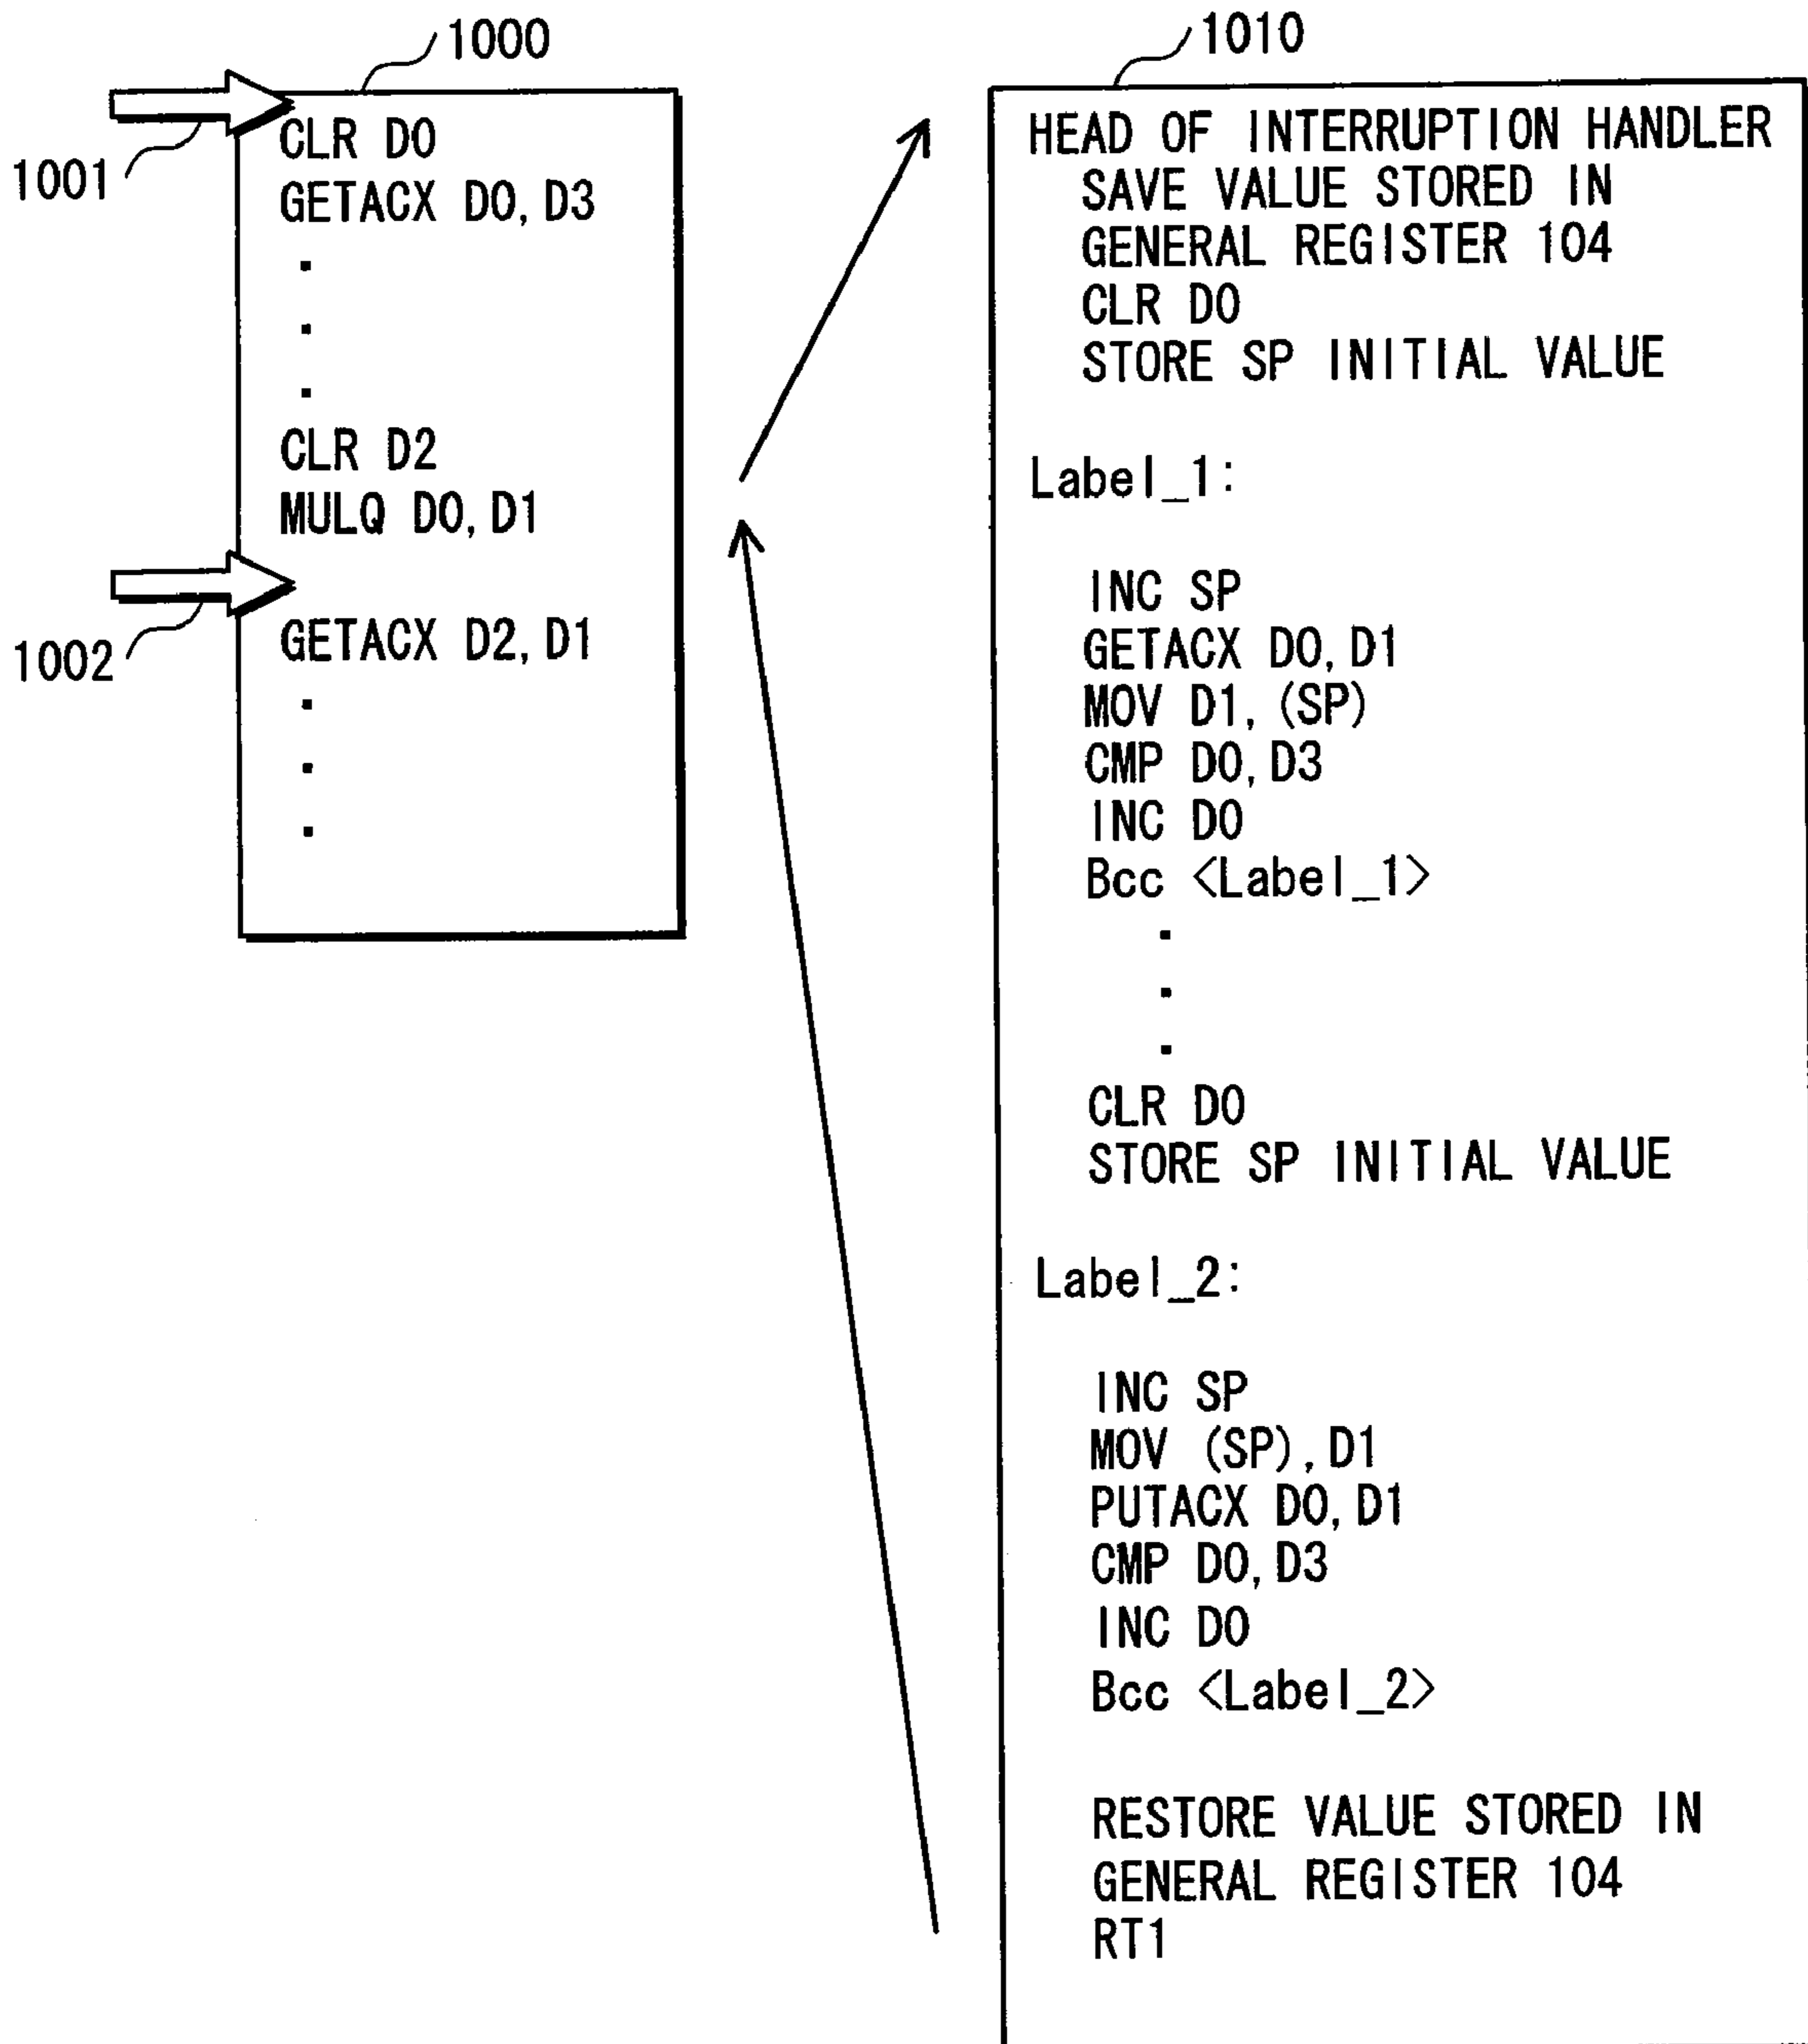 1000
1001
CLR D0
GETACX D0, D3
.
.
.
CLR D2
MULQ D0, D1
1002
GETACX D2, D1
.
.
.
1010
HEAD OF INTERRUPTION HANDLER
SAVE VALUE STORED IN
GENERAL REGISTER 104
CLR D0
STORE SP INITIAL VALUE
Label_1:
INC SP
GETACX D0, D1
MOV D1, (SP)
CMP D0, D3
INC D0
Bcc <Label_1>
.
.
.
CLR D0
STORE SP INITIAL VALUE
Label_2:
INC SP
MOV (SP), D1
PUTACX D0, D1
CMP D0, D3
INC D0
Bcc <Label_2>
RESTORE VALUE STORED IN
GENERAL REGISTER 104
RT1